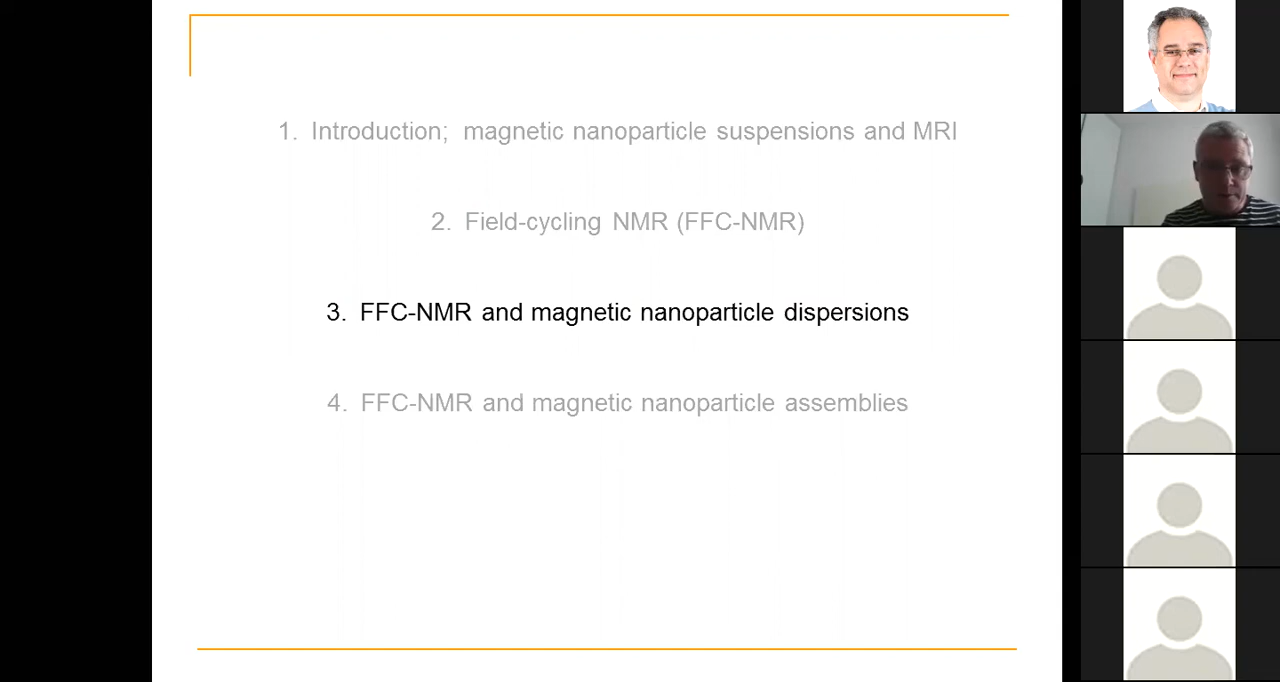 1. Introduction; magnetic nanoparticle suspensions and MRI
2. Field-cycling NMR (FFC-NMR)
3. FFC-NMR and magnetic nanoparticle dispersions
4. FFC-NMR and magnetic nanoparticle assemblies